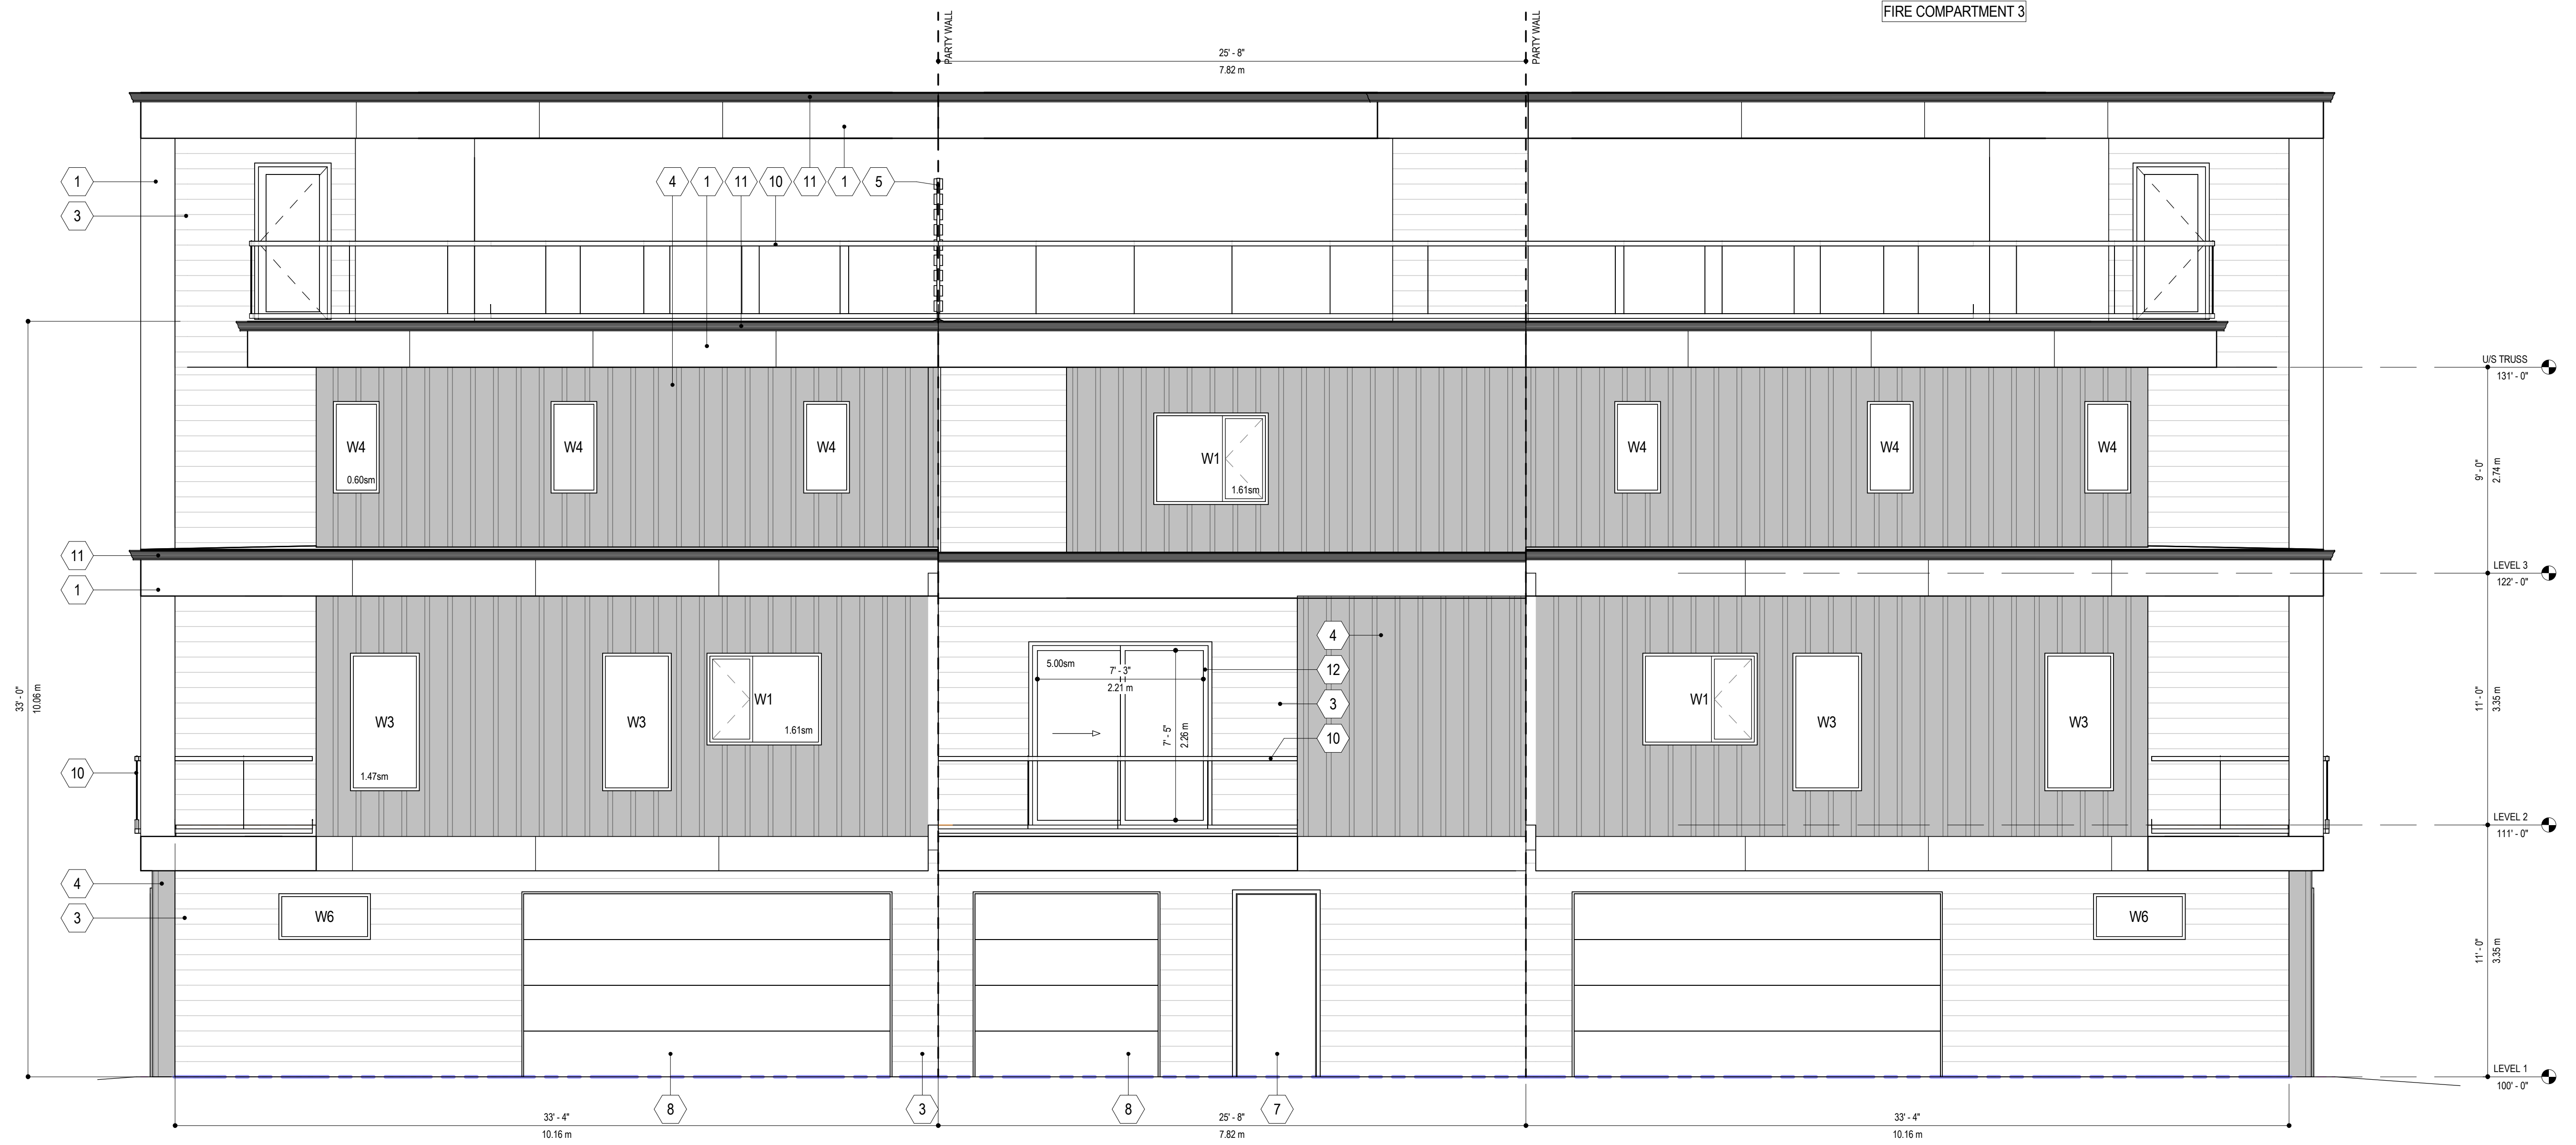 FIRE COMPARTMENT 3
PARTY WALL
PARTY WALL
25' - 8"
7.82 m
1
4
1
11
10
11
1
5
3
U/S TRUSS
131' - 0"
W4
0.60sm
W4
W4
W1
1.61sm
W4
W4
W4
9' - 0"
2.74 m
11
1
LEVEL 3
122' - 0"
33' - 0"
10.06 m
W3
1.47sm
W3
W1
1.61sm
5.00sm
7' - 3"
2.21 m
7' - 5"
2.26 m
4
12
3
10
W1
W3
W3
11' - 0"
3.35 m
10
LEVEL 2
111' - 0"
4
3
W6
W6
11' - 0"
3.35 m
LEVEL 1
100' - 0"
8
3
8
7
33' - 4"
10.16 m
25' - 8"
7.82 m
33' - 4"
10.16 m